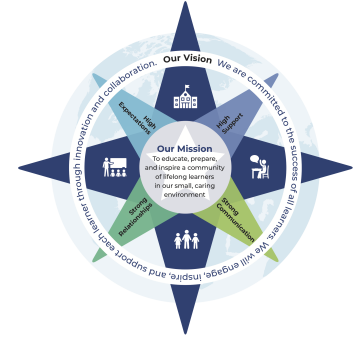 Our Vision We are committed to the success of all learners. We will engage, inspire, and support each learner through innovation and collaboration.
High
Expectations
High
Support
Our Mission
To educate, prepare,
and inspire a community
of lifelong learners
in our small, caring
environment
Strong
Relationships
Strong
Communication